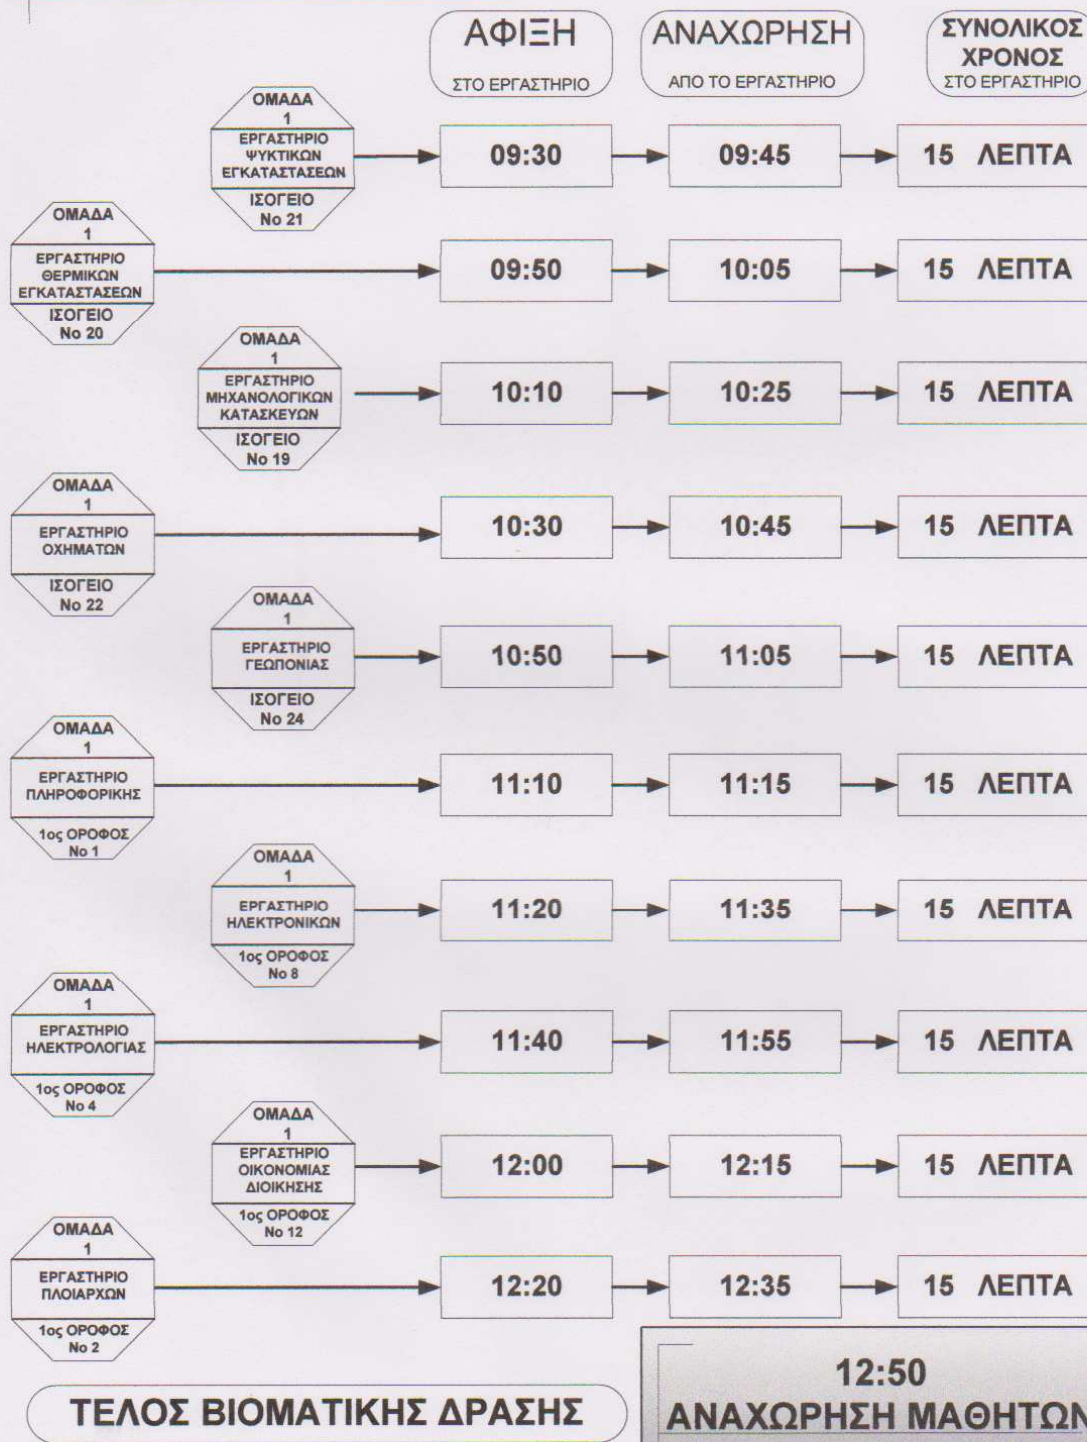 ΑΦΙΞΗ
ΣΤΟ ΕΡΓΑΣΤΗΡΙΟ
ΑΝΑΧΩΡΗΣΗ
ΑΠΟ ΤΟ ΕΡΓΑΣΤΗΡΙΟ
ΣΥΝΟΛΙΚΟΣ
ΧΡΟΝΟΣ
ΣΤΟ ΕΡΓΑΣΤΗΡΙΟ
ΟΜΑΔΑ
1
ΕΡΓΑΣΤΗΡΙΟ
ΨΥΚΤΙΚΩΝ
ΕΓΚΑΤΑΣΤΑΣΕΩΝ
ΙΣΟΓΕΙΟ
No 21
09:30
09:45
15 ΛΕΠΤΑ
ΟΜΑΔΑ
1
ΕΡΓΑΣΤΗΡΙΟ
ΘΕΡΜΙΚΩΝ
ΕΓΚΑΤΑΣΤΑΣΕΩΝ
ΙΣΟΓΕΙΟ
No 20
09:50
10:05
15 ΛΕΠΤΑ
ΟΜΑΔΑ
1
ΕΡΓΑΣΤΗΡΙΟ
ΜΗΧΑΝΟΛΟΓΙΚΩΝ
ΚΑΤΑΣΚΕΥΩΝ
ΙΣΟΓΕΙΟ
No 19
10:10
10:25
15 ΛΕΠΤΑ
ΟΜΑΔΑ
1
ΕΡΓΑΣΤΗΡΙΟ
ΟΧΗΜΑΤΩΝ
ΙΣΟΓΕΙΟ
No 22
10:30
10:45
15 ΛΕΠΤΑ
ΟΜΑΔΑ
1
ΕΡΓΑΣΤΗΡΙΟ
ΓΕΩΠΟΝΙΑΣ
ΙΣΟΓΕΙΟ
No 24
10:50
11:05
15 ΛΕΠΤΑ
ΟΜΑΔΑ
1
ΕΡΓΑΣΤΗΡΙΟ
ΠΛΗΡΟΦΟΡΙΚΗΣ
1ος ΟΡΟΦΟΣ
No 1
11:10
11:15
15 ΛΕΠΤΑ
ΟΜΑΔΑ
1
ΕΡΓΑΣΤΗΡΙΟ
ΗΛΕΚΤΡΟΝΙΚΩΝ
1ος ΟΡΟΦΟΣ
No 8
11:20
11:35
15 ΛΕΠΤΑ
ΟΜΑΔΑ
1
ΕΡΓΑΣΤΗΡΙΟ
ΗΛΕΚΤΡΟΛΟΓΙΑΣ
1ος ΟΡΟΦΟΣ
No 4
11:40
11:55
15 ΛΕΠΤΑ
ΟΜΑΔΑ
1
ΕΡΓΑΣΤΗΡΙΟ
ΟΙΚΟΝΟΜΙΑΣ
ΔΙΟΙΚΗΣΗΣ
1ος ΟΡΟΦΟΣ
No 12
12:00
12:15
15 ΛΕΠΤΑ
ΟΜΑΔΑ
1
ΕΡΓΑΣΤΗΡΙΟ
ΠΛΟΙΑΡΧΩΝ
1ος ΟΡΟΦΟΣ
No 2
12:20
12:35
15 ΛΕΠΤΑ
ΤΕΛΟΣ ΒΙΟΜΑΤΙΚΗΣ ΔΡΑΣΗΣ
12:50
ΑΝΑΧΩΡΗΣΗ ΜΑΘΗΤΩΝ